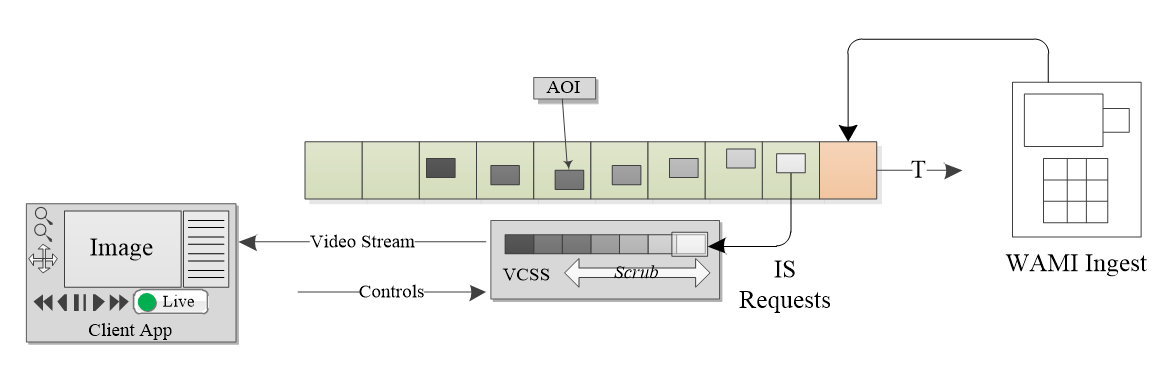 AOI
T
WAMI Ingest
Image
Video Stream
VCSS
Scrub
IS
Requests
Controls
Live
Client App